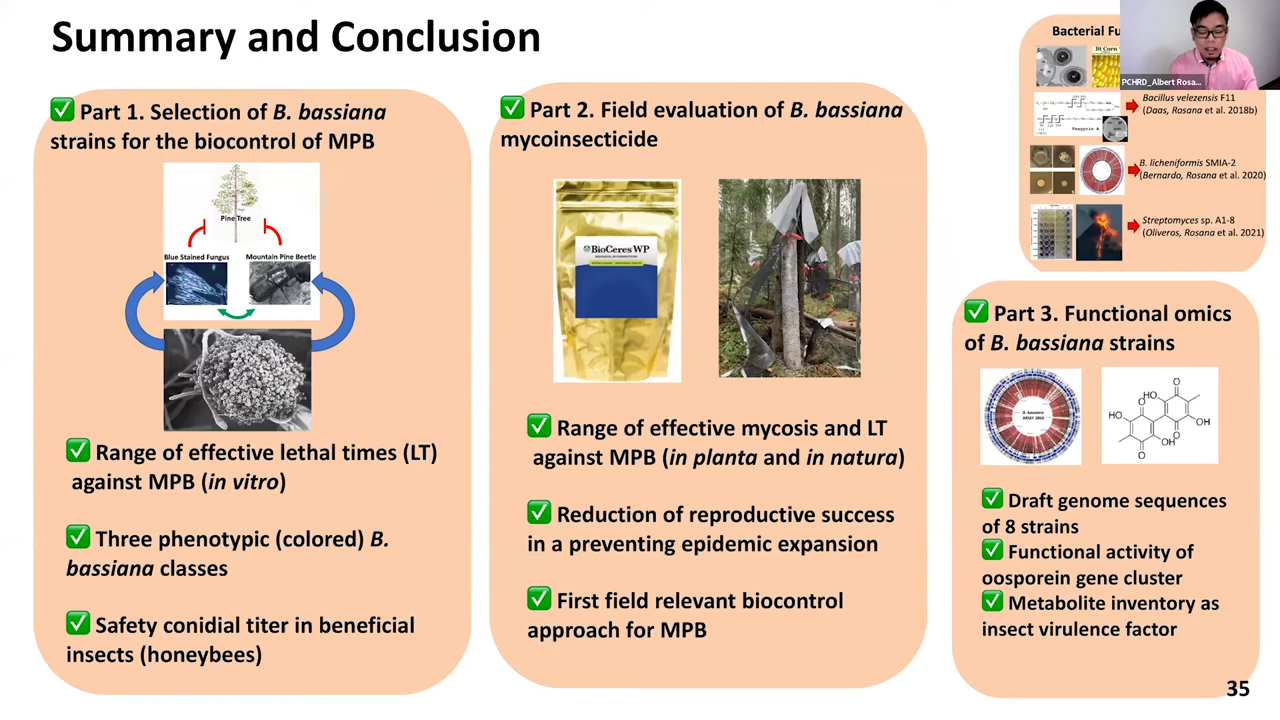 Summary and Conclusion
✅ Part 1. Selection of B. bassiana
strains for the biocontrol of MPB
Pine Tree
Blue Stained Fungus
Mountain Pine Beetle
✅ Range of effective lethal times (LT)
against MPB (in vitro)
✅ Three phenotypic (colored) B.
bassiana classes
✅ Safety conidial titer in beneficial
insects (honeybees)
✅ Part 2. Field evaluation of B. bassiana
mycoinsecticide
BioCeres WP
✅ Range of effective mycosis and LT
against MPB (in planta and in natura)
✅ Reduction of reproductive success
in a preventing epidemic expansion
✅ First field relevant biocontrol
approach for MPB
Bacterial Fu
Bt Corn
PCHRD_Albert Rosa...
Bacillus velezensis F11
(Daas, Rosana et al. 2018b)
Fengycin A
B. licheniformis SMIA-2
(Bernardo, Rosana et al. 2020)
Streptomyces sp. A1-8
(Oliveros, Rosana et al. 2021)
✅ Part 3. Functional omics
of B. bassiana strains
B. bassiana
O
HO
O
O
OH
HO
O
OH
O
O
✅ Draft genome sequences
of 8 strains
✅ Functional activity of
oosporein gene cluster
✅ Metabolite inventory as
insect virulence factor
35